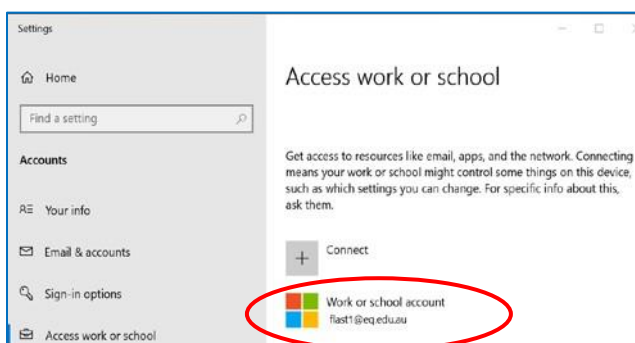 Settings
Home
Find a setting
Accounts
Your info
Email & accounts
Sign-in options
Access work or school
Access work or school
Get access to resources like email, apps, and the network. Connecting
means your work or school might control some things on this device,
such as which settings you can change. For specific info about this,
ask them.
Connect
Work or school account
flast1@eq.edu.au